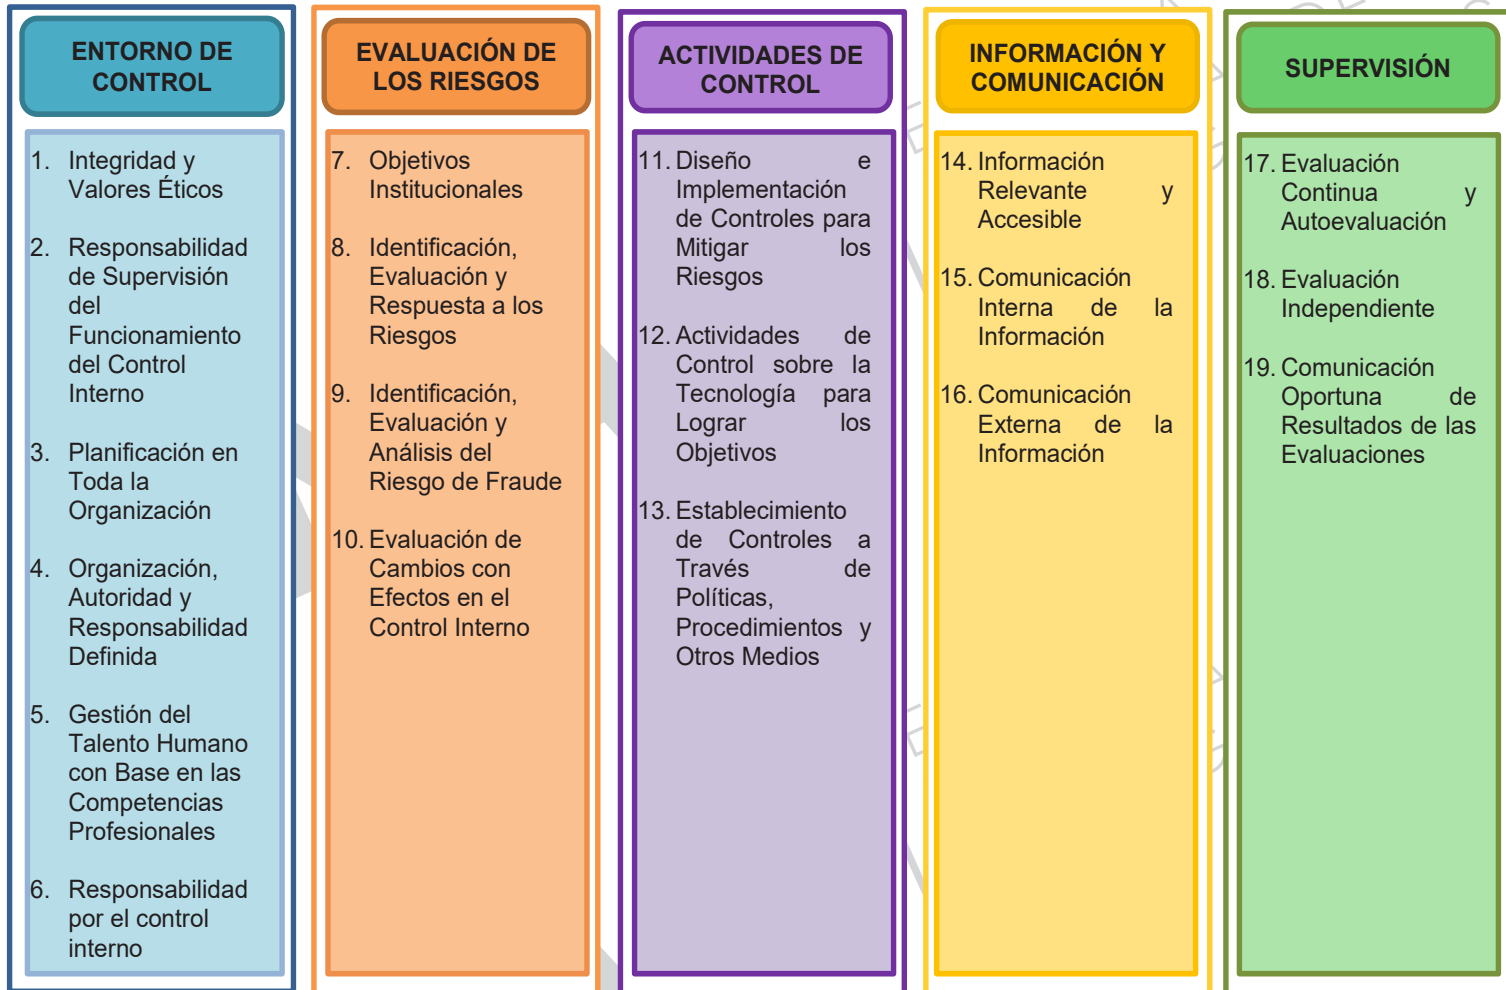 ENTORNO DE
CONTROL
1. Integridad y
Valores Éticos
2. Responsabilidad
de Supervisión
del
Funcionamiento
del Control
Interno
3. Planificación en
Toda la
Organización
4. Organización,
Autoridad y
Responsabilidad
Definida
5. Gestión del
Talento Humano
con Base en las
Competencias
Profesionales
6. Responsabilidad
por el control
interno
EVALUACIÓN DE
LOS RIESGOS
7. Objetivos
Institucionales
8. Identificación,
Evaluación y
Respuesta a los
Riesgos
9. Identificación,
Evaluación y
Análisis del
Riesgo de Fraude
10. Evaluación de
Cambios con
Efectos en el
Control Interno
ACTIVIDADES DE
CONTROL
11. Diseño e
Implementación
de Controles para
Mitigar los
Riesgos
12. Actividades de
Control sobre la
Tecnología para
Lograr los
Objetivos
13. Establecimiento
de Controles a
Través de
Políticas,
Procedimientos y
Otros Medios
INFORMACIÓN Y
COMUNICACIÓN
14. Información
Relevante y
Accesible
15. Comunicación
Interna de la
Información
16. Comunicación
Externa de la
Información
SUPERVISIÓN
17. Evaluación
Continua y
Autoevaluación
18. Evaluación
Independiente
19. Comunicación
Oportuna de
Resultados de las
Evaluaciones